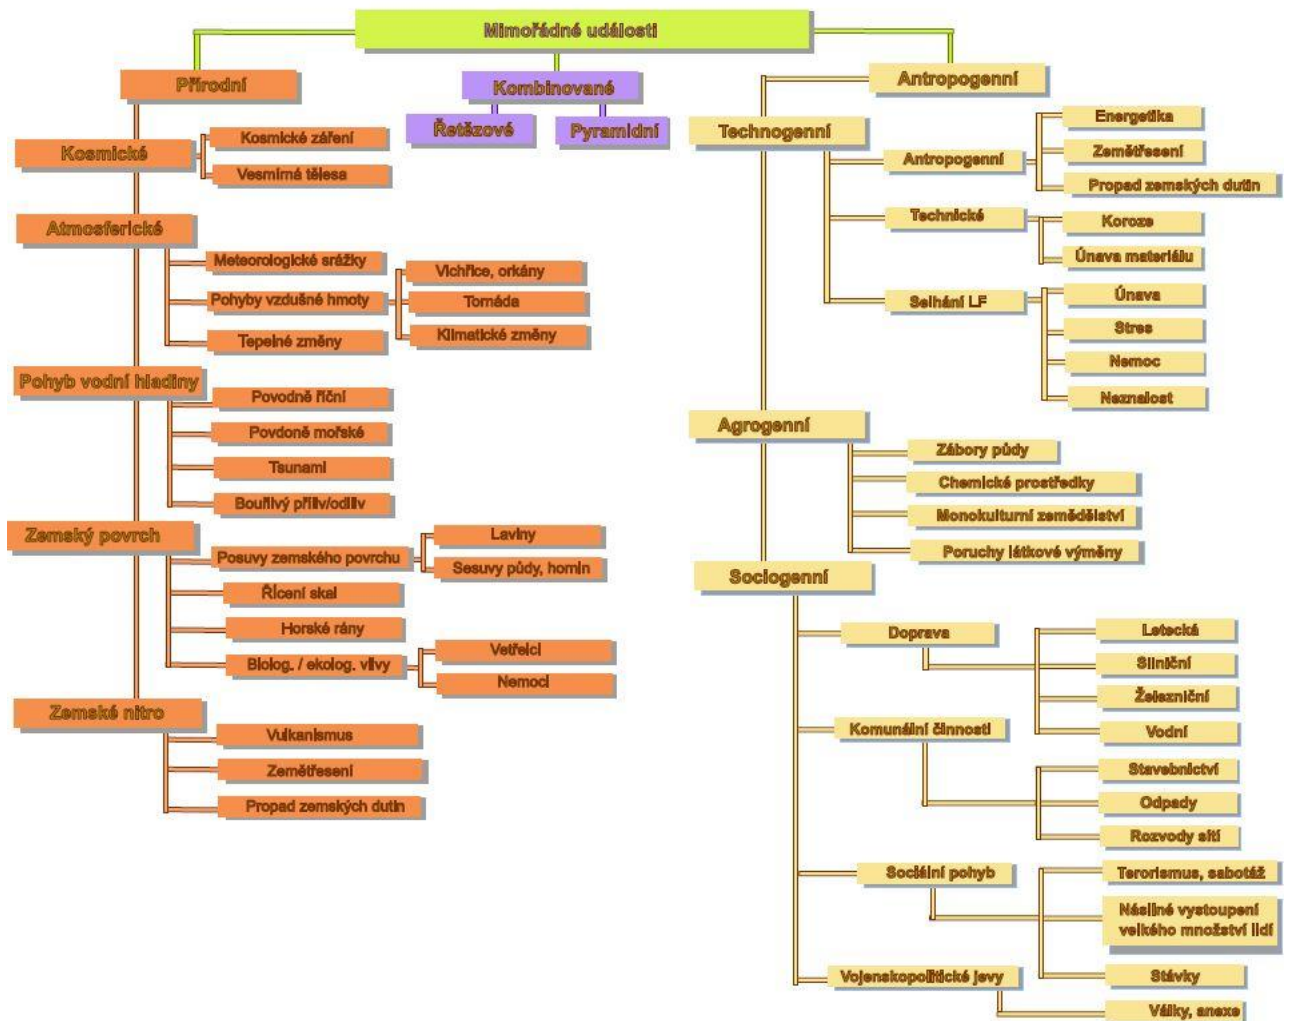 Mimořádné události
Přírodní
Kosmické
Kosmické záření
Vesmírná tělesa
Atmosferické
Meteorologické srážky
Pohyby vzdušné hmoty
Vichřice, orkány
Tornáda
Klimatické změny
Tepelné změny
Pohyb vodní hladiny
Povodně říční
Povdoně mořské
Tsunami
Bouřlivý příliv/odliv
Zemský povrch
Posuvy zemského povrchu
Laviny
Sesuvy půdy, hornin
Řícení skal
Horské rány
Biolog. / ekolog. vlivy
Vetřelci
Nemoci
Zemské nitro
Vulkanismus
Zemětřesení
Propad zemských dutin
Kombinované
Řetězové
Pyramidní
Antropogenní
Technogenní
Antropogenní
Energetika
Zemětřesení
Propad zemských dutin
Technické
Koroze
Únava materiálu
Selhání LF
Únava
Stres
Nemoc
Neznalost
Agrogenní
Zábory půdy
Chemické prostředky
Monokulturní zemědělství
Poruchy látkové výměny
Sociogenní
Doprava
Letecká
Silniční
Železniční
Vodní
Komunální činnosti
Stavebnictví
Odpady
Rozvody sítí
Sociální pohyb
Terorismus, sabotáž
Násilné vystoupení
velkého množství lidí
Stávky
Vojenskopolitické jevy
Války, anexe